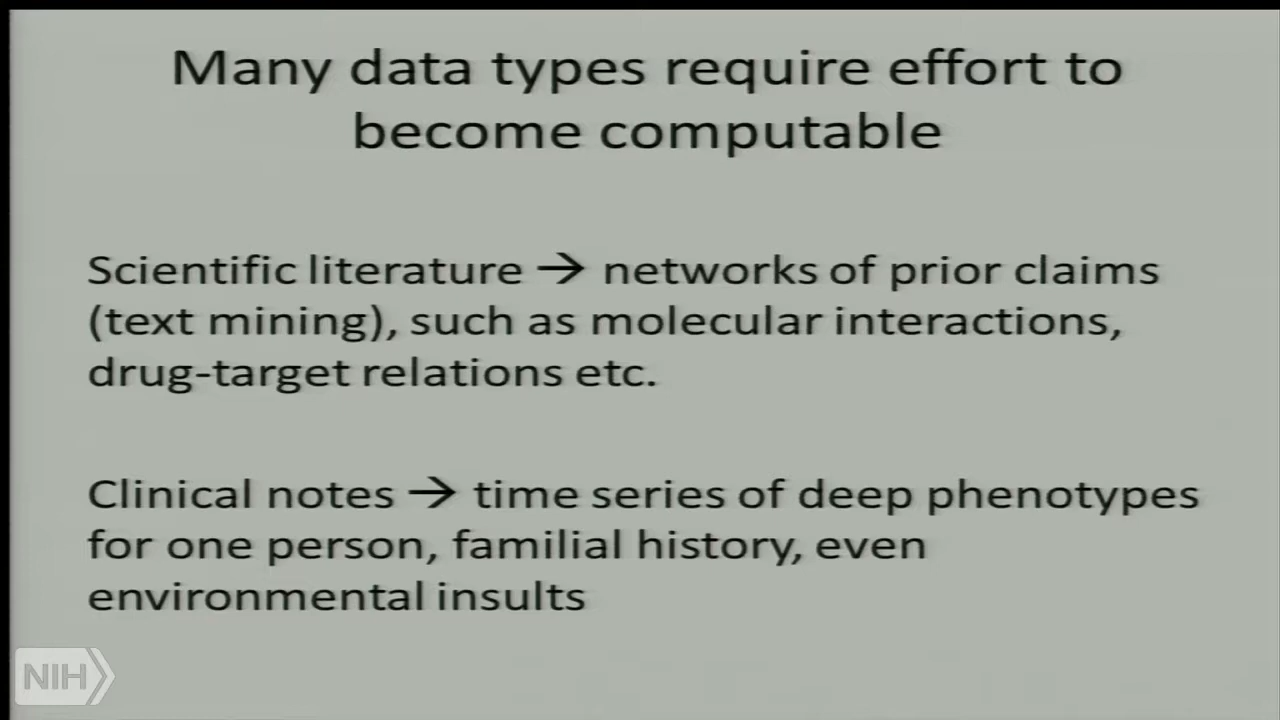 Many data types require effort to
become computable
Scientific literature → networks of prior claims
(text mining), such as molecular interactions,
drug-target relations etc.
Clinical notes → time series of deep phenotypes
for one person, familial history, even
environmental insults
NIH